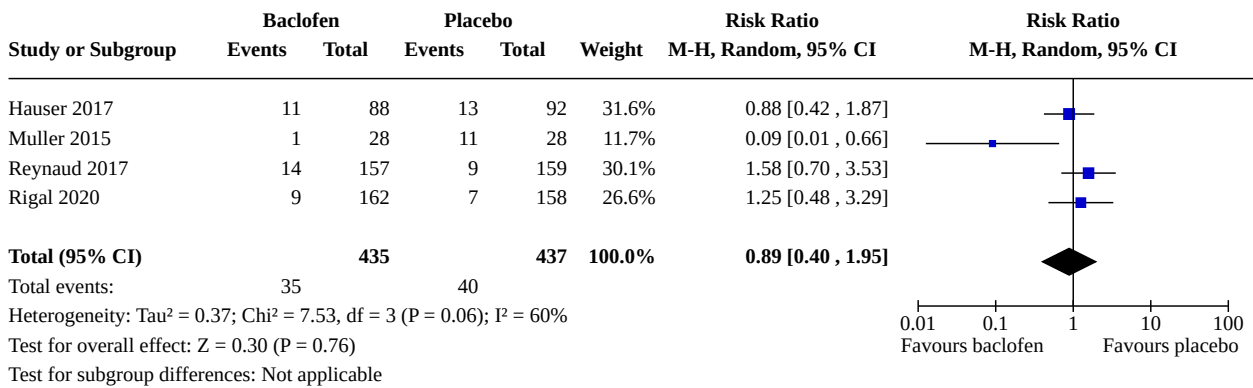 Baclofen Placebo Risk Ratio Risk Ratio
Study or Subgroup Events Total Events Total Weight M-H, Random, 95% CI M-H, Random, 95% CI
Hauser 2017 11 88 13 92 31.6% 0.88 [0.42 , 1.87]
Muller 2015 1 28 11 28 11.7% 0.09 [0.01 , 0.66]
Reynaud 2017 14 157 9 159 30.1% 1.58 [0.70 , 3.53]
Rigal 2020 9 162 7 158 26.6% 1.25 [0.48 , 3.29]
Total (95% CI) 435 437 100.0% 0.89 [0.40 , 1.95]
Total events: 35 40
Heterogeneity: Tau² = 0.37; Chi² = 7.53, df = 3 (P = 0.06); I² = 60%
0.01 0.1 1 10 100
Test for overall effect: Z = 0.30 (P = 0.76) Favours baclofen Favours placebo
Test for subgroup differences: Not applicable